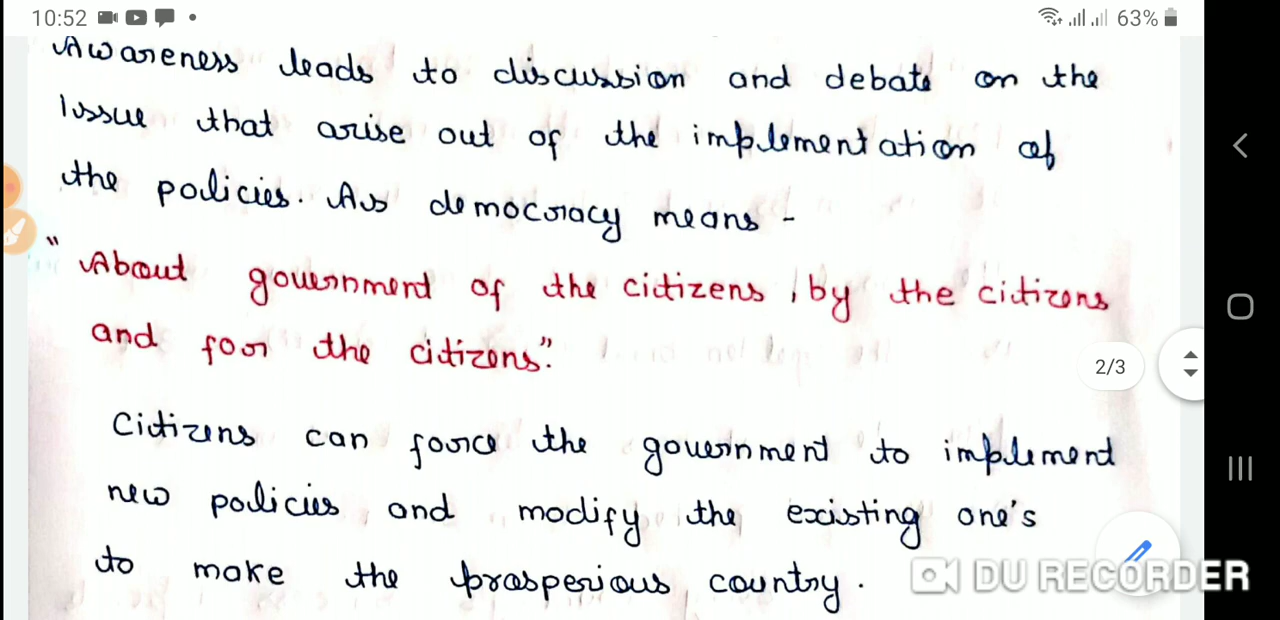 10:52
63%
Awareness leads to discussion and debate on the
Issue that arise out of the implementation of
the policies. As democracy means -
" About government of the citizens, by the citizens
and for the citizens".
2/3
Citizens can force the government to implement
new policies and modify the existing one's
to make the prosperious country.
DU RECORDER